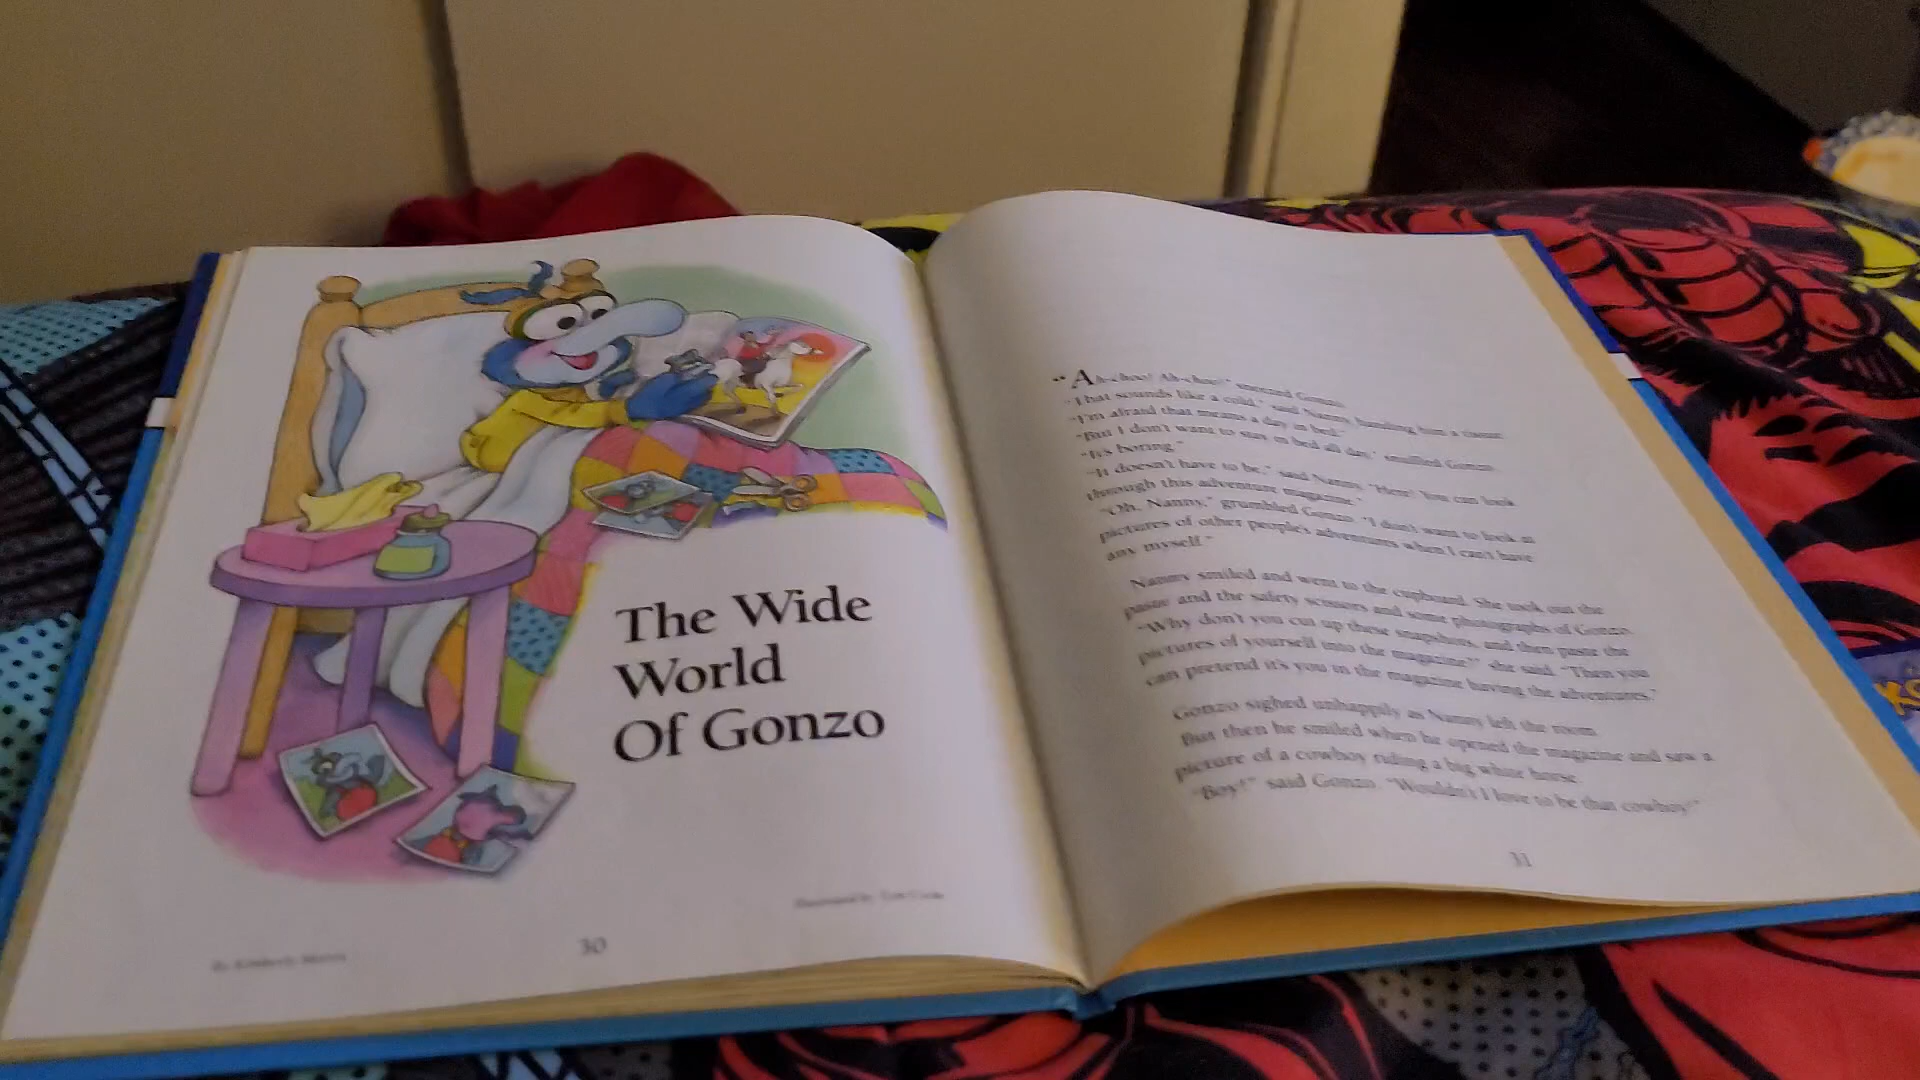 The Wide
World
Of Gonzo
Illustrated by Tom Cooke
By Kimberly Morris
30
"Ah-choo! Ah-choo!" sneezed Gonzo.
"That sounds like a cold," said Nanny, handing him a tissue.
"I'm afraid that means a day in bed."
"But I don't want to stay in bed all day," snuffled Gonzo.
"It's boring."
"It doesn't have to be," said Nanny. "Here! You can look
through this adventure magazine."
"Oh, Nanny," grumbled Gonzo. "I don't want to look at
pictures of other people's adventures when I can't have
any myself."
Nanny smiled and went to the cupboard. She took out the
paste and the safety scissors and some photographs of Gonzo.
"Why don't you cut up these snapshots, and then paste the
pictures of yourself into the magazine?" she said. "Then you
can pretend it's you in the magazine having the adventures."
Gonzo sighed unhappily as Nanny left the room.
But then he smiled when he opened the magazine and saw a
picture of a cowboy riding a big white horse.
"Boy!" said Gonzo. "Wouldn't I love to be that cowboy!"
31